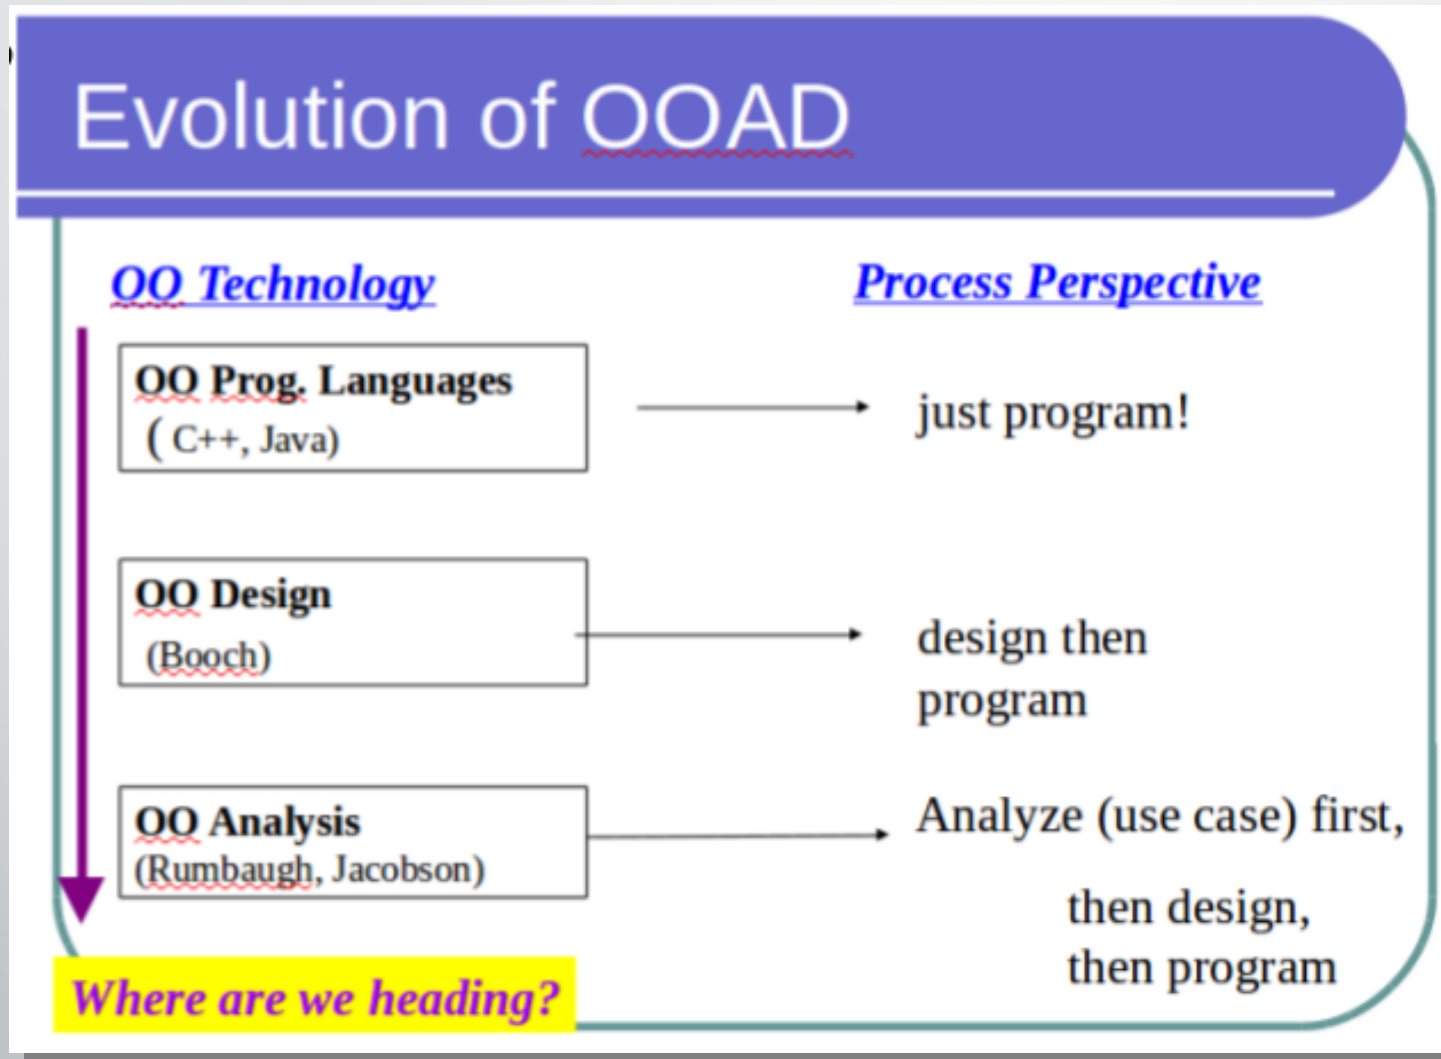 Evolution of OOAD
OO Technology
Process Perspective
OO Prog. Languages
( C++, Java)
just program!
OO Design
(Booch)
design then
program
OO Analysis
(Rumbaugh, Jacobson)
Analyze (use case) first,
then design,
then program
Where are we heading?